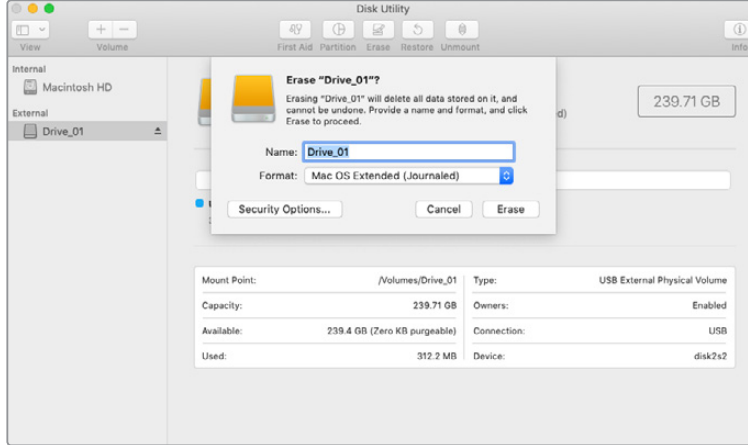 Disk Utility
View
Volume
First Aid Partition Erase Restore Unmount
Info
Internal
Macintosh HD
External
Drive_01
Erase "Drive_01"?
Erasing "Drive_01" will delete all data stored on it, and
cannot be undone. Provide a name and format, and click
Erase to proceed.
d)
239.71 GB
Name: Drive_01
Format: Mac OS Extended (Journaled)
Security Options... Cancel Erase
Mount Point: /Volumes/Drive_01 Type: USB External Physical Volume
Capacity: 239.71 GB Owners: Enabled
Available: 239.4 GB (Zero KB purgeable) Connection: USB
Used: 312.2 MB Device: disk2s2